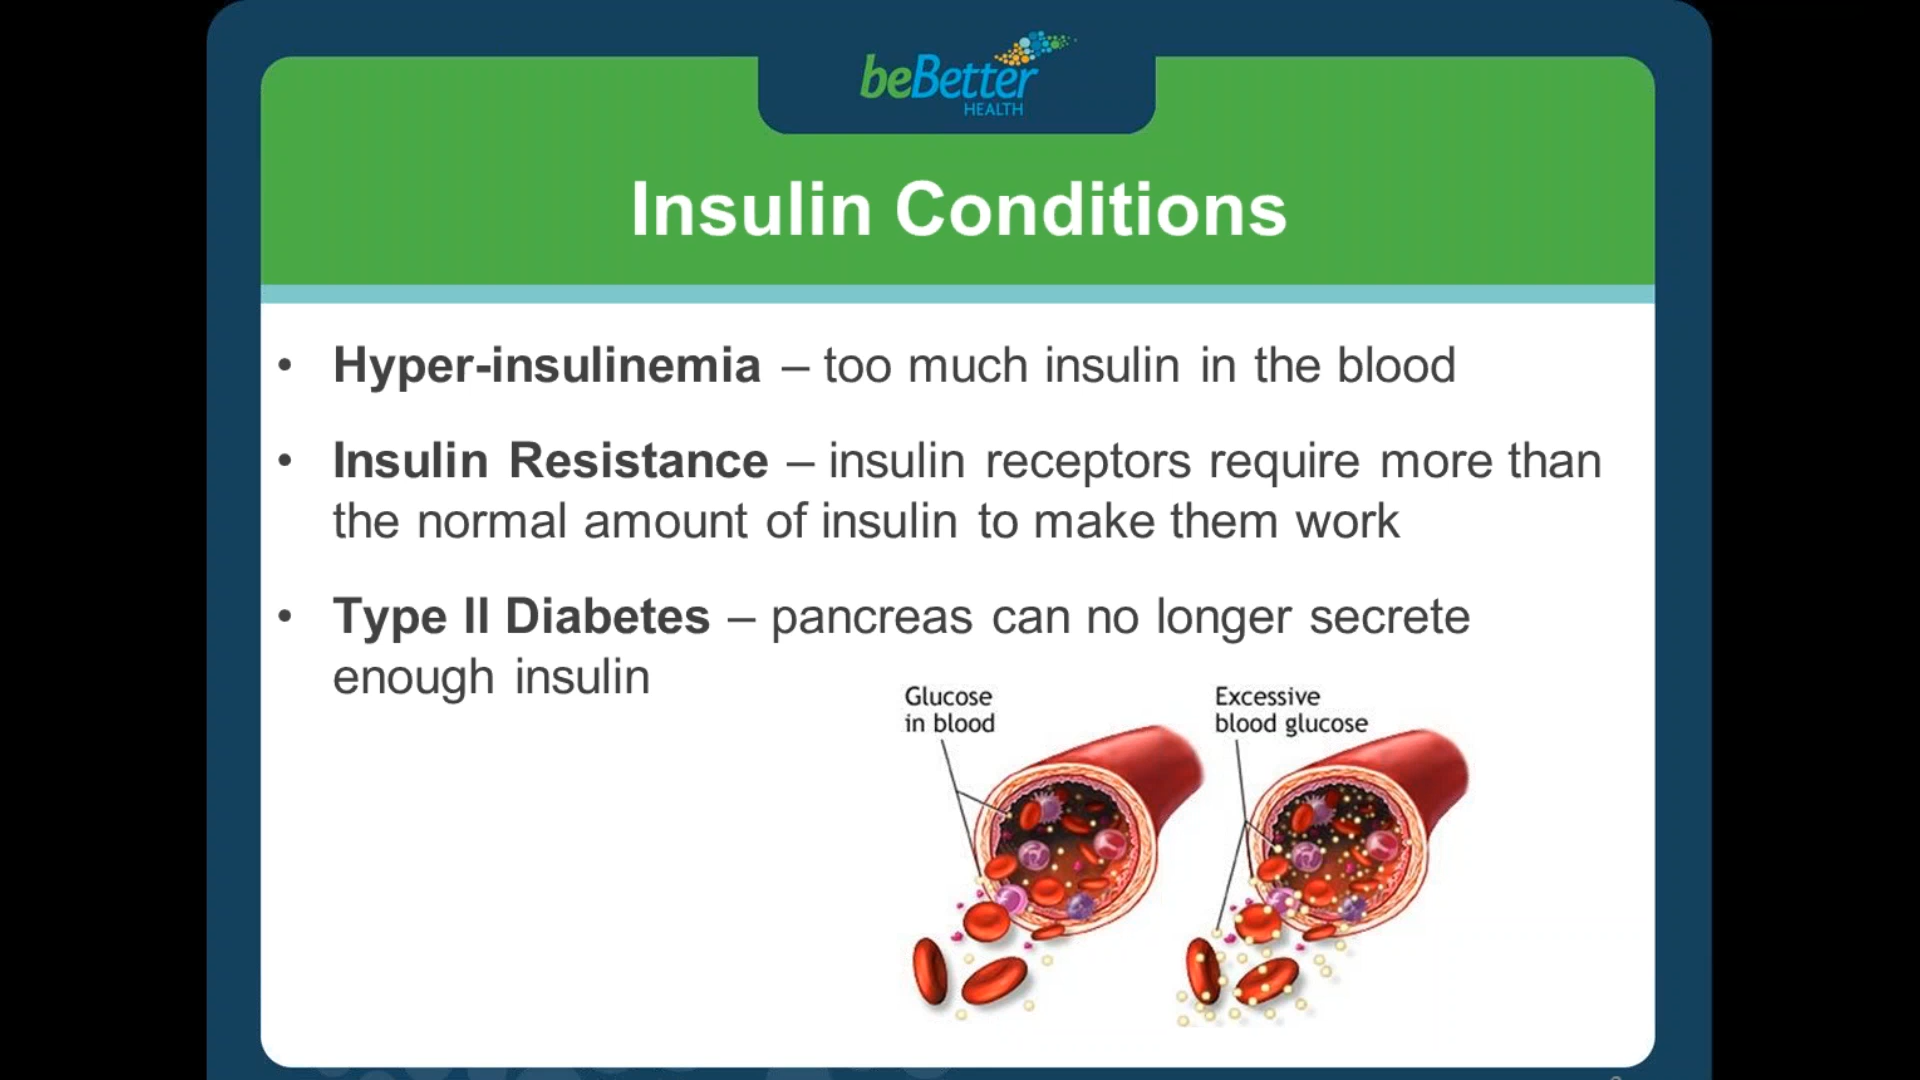 beBetter
HEALTH
Insulin Conditions
• Hyper-insulinemia – too much insulin in the blood
• Insulin Resistance – insulin receptors require more than
the normal amount of insulin to make them work
• Type II Diabetes – pancreas can no longer secrete
enough insulin
Glucose
in blood
Excessive
blood glucose